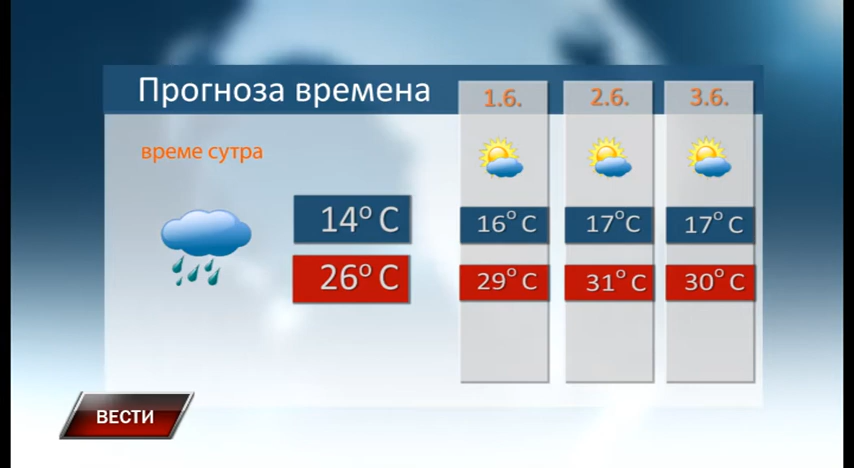 Прогноза времена
време сутра
14° C
26° C
1.6.
16° C
29° C
2.6.
17°C
31° C
3.6.
17° C
30° C
ВЕСТИ